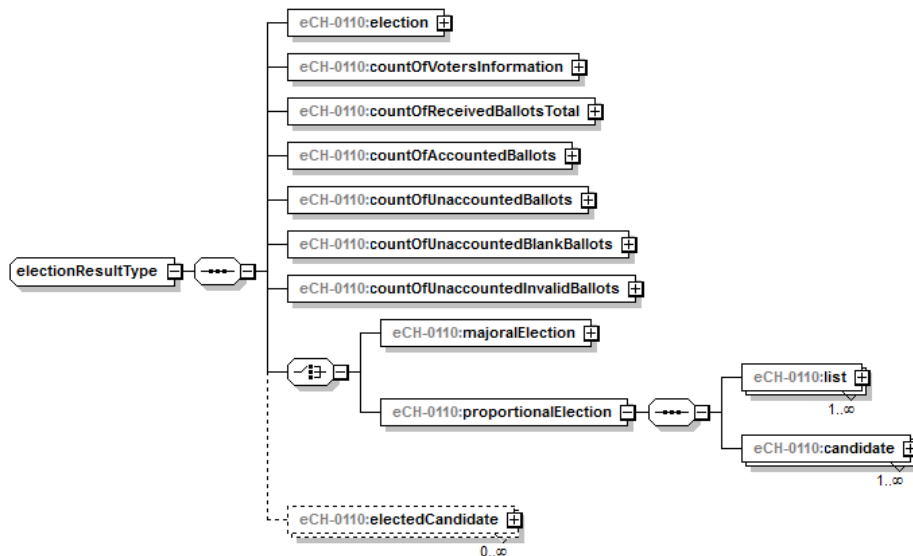 eCH-0110:election
eCH-0110:countOfVotersInformation
eCH-0110:countOfReceivedBallotsTotal
eCH-0110:countOfAccountedBallots
eCH-0110:countOfUnaccountedBallots
eCH-0110:countOfUnaccountedBlankBallots
electionResultType
eCH-0110:countOfUnaccountedInvalidBallots
eCH-0110:majoralElection
eCH-0110:list
1..∞
eCH-0110:proportionalElection
eCH-0110:candidate
1..∞
eCH-0110:electedCandidate
0..∞